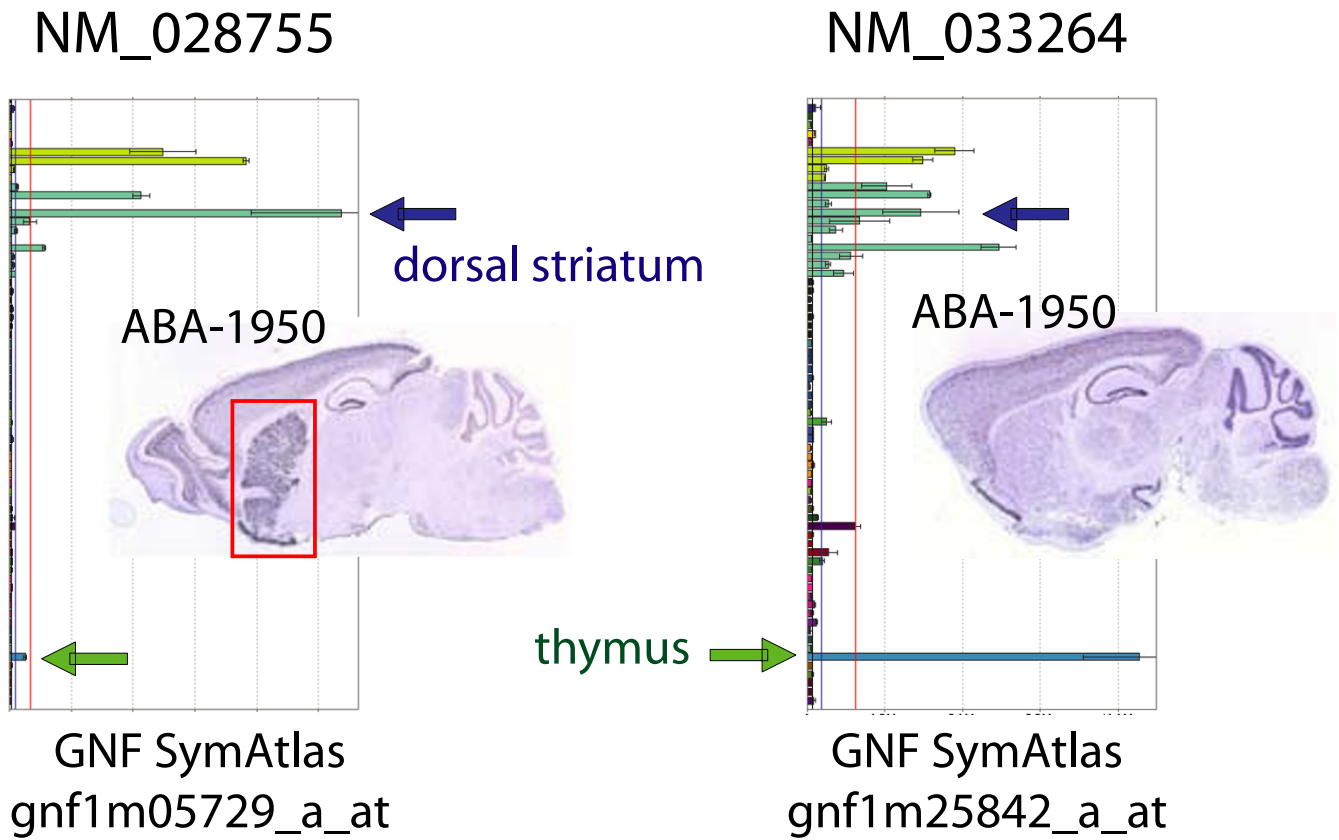 NM_028755
NM_033264
dorsal striatum
ABA-1950
ABA-1950
thymus
GNF SymAtlas
gnf1m05729_a_at
GNF SymAtlas
gnf1m25842_a_at